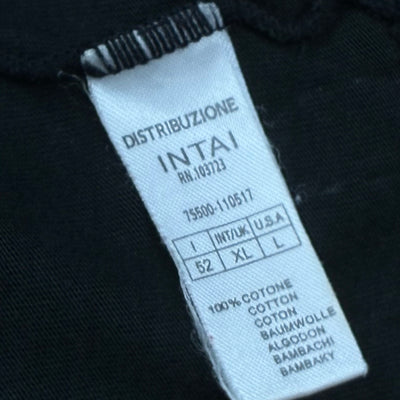 DISTRIBUZIONE
INTAI
RN.103723
75500-110517
I INT/UK U.S.A
52 XL L
100% COTONE
COTTON
COTON
BAUMWOLLE
ALGODON
BAMBACHI
BAMBAKY